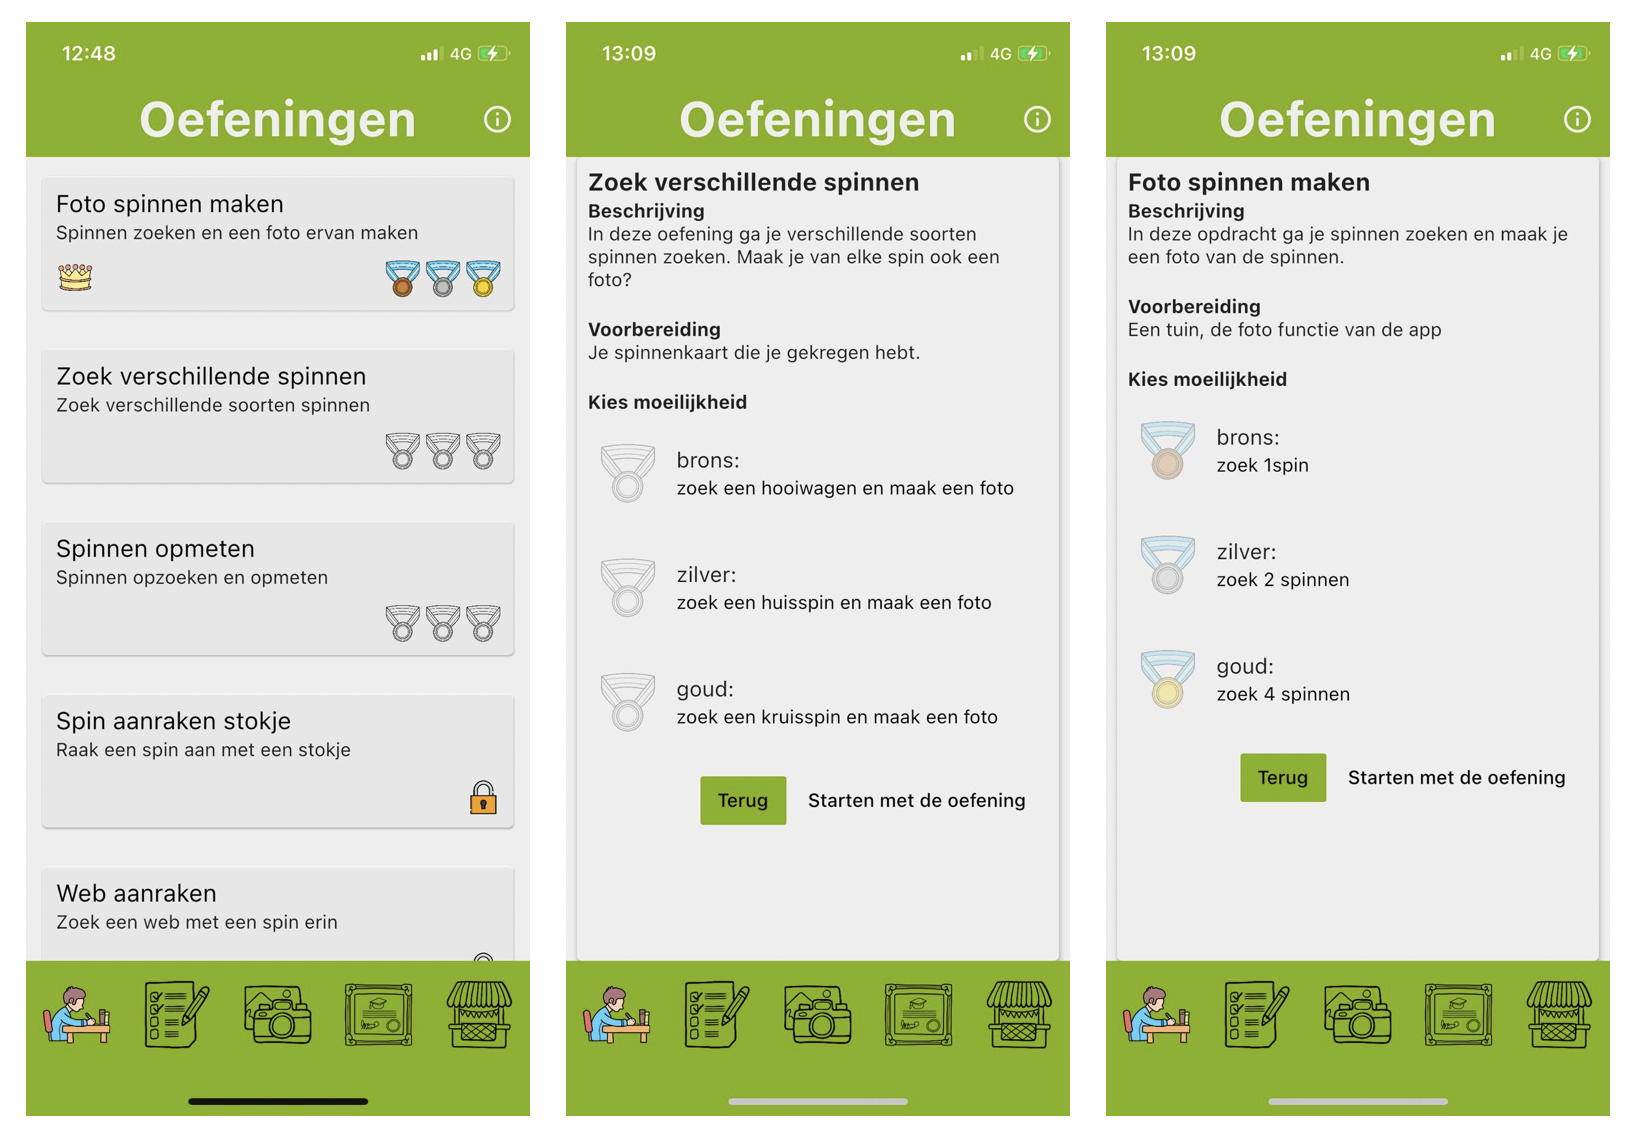 12:48
4G
Oefeningen
Foto spinnen maken
Spinnen zoeken en een foto ervan maken
Zoek verschillende spinnen
Zoek verschillende soorten spinnen
Spinnen opmeten
Spinnen opzoeken en opmeten
Spin aanraken stokje
Raak een spin aan met een stokje
Web aanraken
Zoek een web met een spin erin
13:09
4G
Oefeningen
Zoek verschillende spinnen
Beschrijving
In deze oefening ga je verschillende soorten
spinnen zoeken. Maak je van elke spin ook een
foto?
Voorbereiding
Je spinnenkaart die je gekregen hebt.
Kies moeilijkheid
brons:
zoek een hooiwagen en maak een foto
zilver:
zoek een huisspin en maak een foto
goud:
zoek een kruisspin en maak een foto
Terug
Starten met de oefening
13:09
4G
Oefeningen
Foto spinnen maken
Beschrijving
In deze opdracht ga je spinnen zoeken en maak je
een foto van de spinnen.
Voorbereiding
Een tuin, de foto functie van de app
Kies moeilijkheid
brons:
zoek 1spin
zilver:
zoek 2 spinnen
goud:
zoek 4 spinnen
Terug
Starten met de oefening